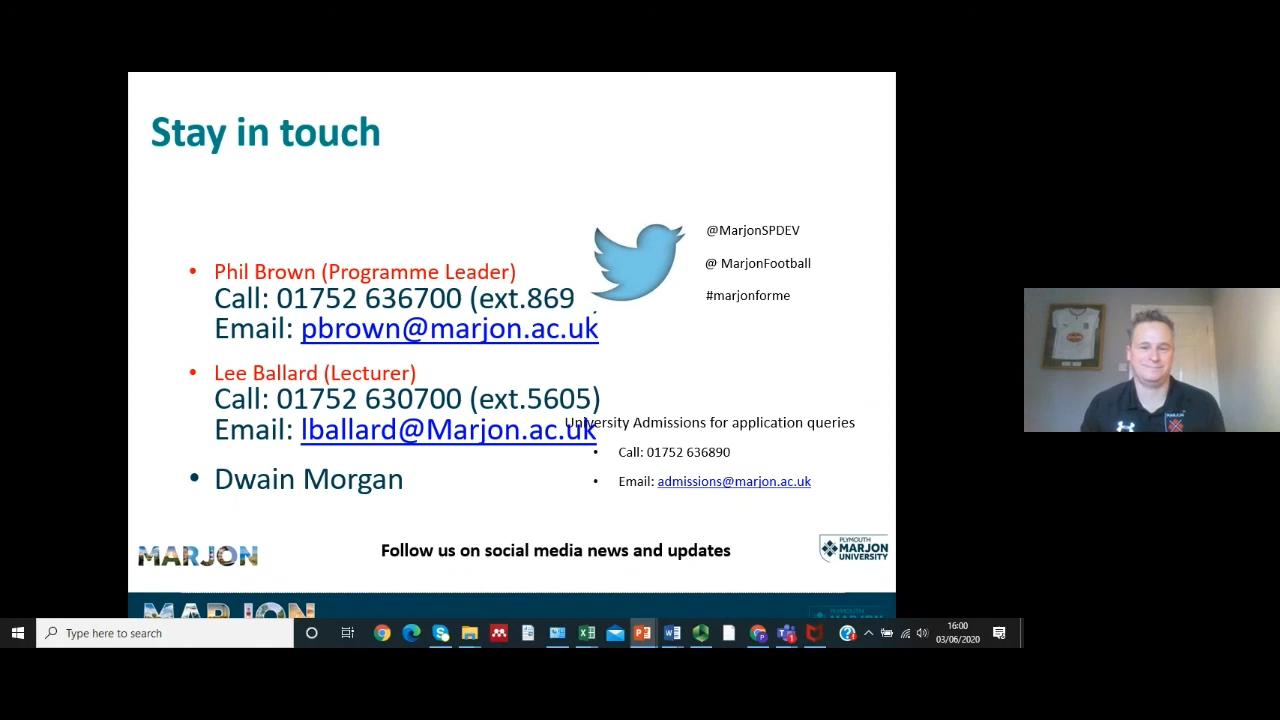 Stay in touch
@MarjonSPDEV
@ MarjonFootball
#marjonforme
• Phil Brown (Programme Leader)
Call: 01752 636700 (ext.869
Email: pbrown@marjon.ac.uk
• Lee Ballard (Lecturer)
Call: 01752 630700 (ext.5605)
Email: lballard@Marjon.ac.uk
• Dwain Morgan
University Admissions for application queries
• Call: 01752 636890
• Email: admissions@marjon.ac.uk
MARJON
Follow us on social media news and updates
PLYMOUTH
MARJON
UNIVERSITY
MARJON
PLYMOUTH
Type here to search
16:00
03/06/2020